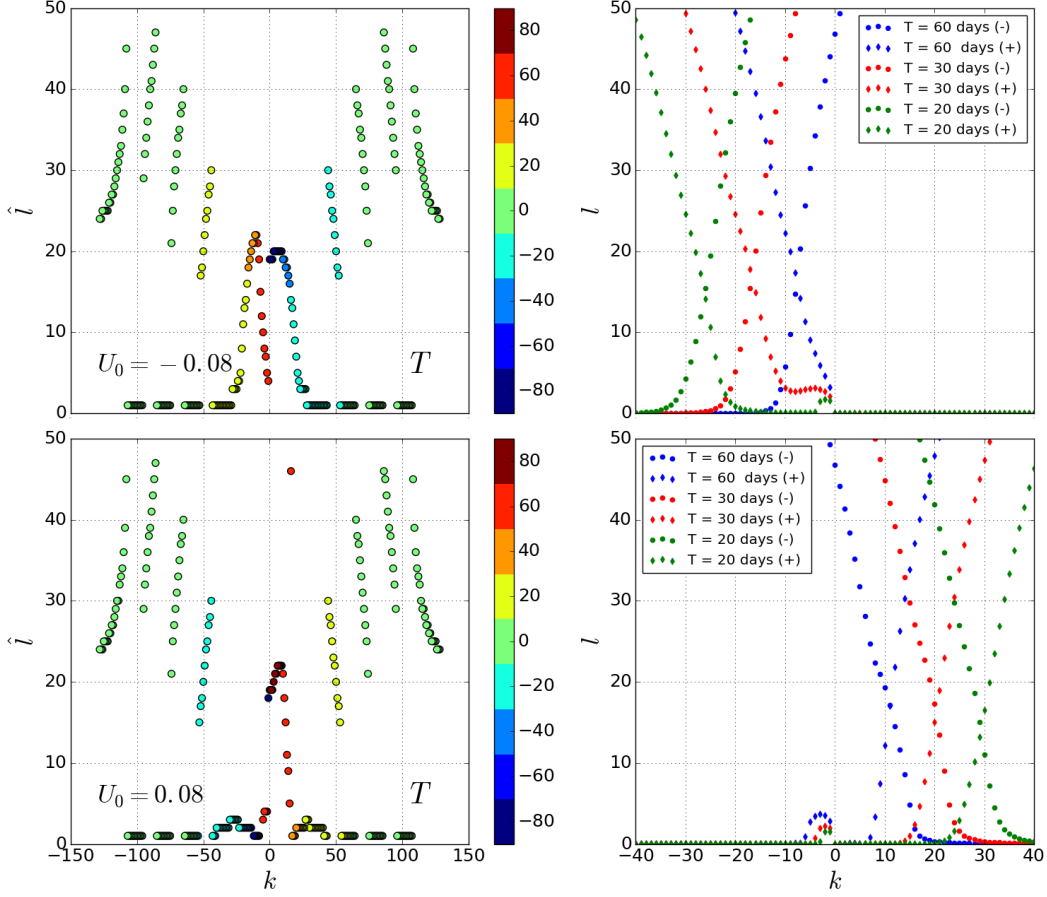 50
40
30
20
10
0
l̂
U₀ = −0.08
T
80
60
40
20
0
−20
−40
−60
−80
50
40
30
20
10
0
l
T = 60 days (-)
T = 60 days (+)
T = 30 days (-)
T = 30 days (+)
T = 20 days (-)
T = 20 days (+)
k
50
40
30
20
10
0
l̂
U₀ = 0.08
T
−150 −100 −50 0 50 100 150
k
80
60
40
20
0
−20
−40
−60
−80
50
40
30
20
10
0
l
T = 60 days (-)
T = 60 days (+)
T = 30 days (-)
T = 30 days (+)
T = 20 days (-)
T = 20 days (+)
−40 −30 −20 −10 0 10 20 30 40
k